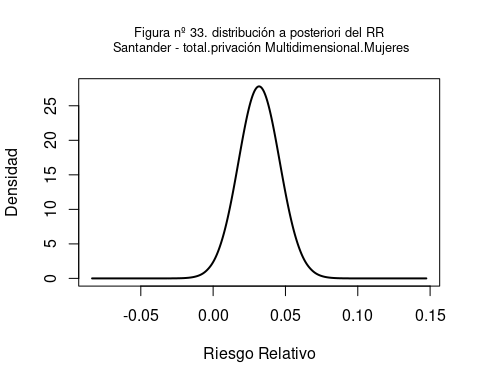 Figura nº 33. distribución a posteriori del RR
Santander - total.privación Multidimensional.Mujeres
Densidad
25
20
15
10
5
0
-0.05 0.00 0.05 0.10 0.15
Riesgo Relativo